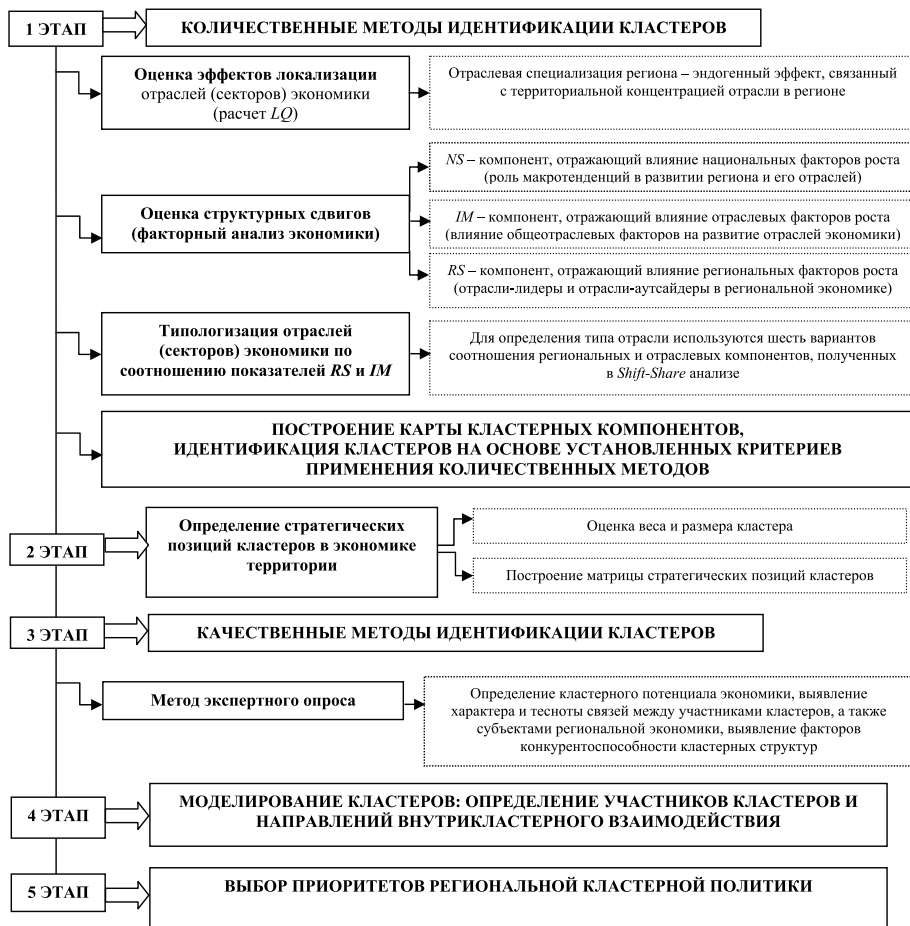 1 ЭТАП
КОЛИЧЕСТВЕННЫЕ МЕТОДЫ ИДЕНТИФИКАЦИИ КЛАСТЕРОВ
Оценка эффектов локализации
отраслей (секторов) экономики
(расчет LQ)
Отраслевая специализация региона – эндогенный эффект, связанный
с территориальной концентрацией отрасли в регионе
Оценка структурных сдвигов
(факторный анализ экономики)
NS – компонент, отражающий влияние национальных факторов роста
(роль макротенденций в развитии региона и его отраслей)
IM – компонент, отражающий влияние отраслевых факторов роста
(влияние общеотраслевых факторов на развитие отраслей экономики)
RS – компонент, отражающий влияние региональных факторов роста
(отрасли-лидеры и отрасли-аутсайдеры в региональной экономике)
Типологизация отраслей
(секторов) экономики по
соотношению показателей RS и IM
Для определения типа отрасли используются шесть вариантов
соотношения региональных и отраслевых компонентов, полученных
в Shift-Share анализе
ПОСТРОЕНИЕ КАРТЫ КЛАСТЕРНЫХ КОМПОНЕНТОВ,
ИДЕНТИФИКАЦИЯ КЛАСТЕРОВ НА ОСНОВЕ УСТАНОВЛЕННЫХ КРИТЕРИЕВ
ПРИМЕНЕНИЯ КОЛИЧЕСТВЕННЫХ МЕТОДОВ
2 ЭТАП
Определение стратегических
позиций кластеров в экономике
территории
Оценка веса и размера кластера
Построение матрицы стратегических позиций кластеров
3 ЭТАП
КАЧЕСТВЕННЫЕ МЕТОДЫ ИДЕНТИФИКАЦИИ КЛАСТЕРОВ
Метод экспертного опроса
Определение кластерного потенциала экономики, выявление
характера и тесноты связей между участниками кластеров, а также
субъектами региональной экономики, выявление факторов
конкурентоспособности кластерных структур
4 ЭТАП
МОДЕЛИРОВАНИЕ КЛАСТЕРОВ: ОПРЕДЕЛЕНИЕ УЧАСТНИКОВ КЛАСТЕРОВ И
НАПРАВЛЕНИЙ ВНУТРИКЛАСТЕРНОГО ВЗАИМОДЕЙСТВИЯ
5 ЭТАП
ВЫБОР ПРИОРИТЕТОВ РЕГИОНАЛЬНОЙ КЛАСТЕРНОЙ ПОЛИТИКИ